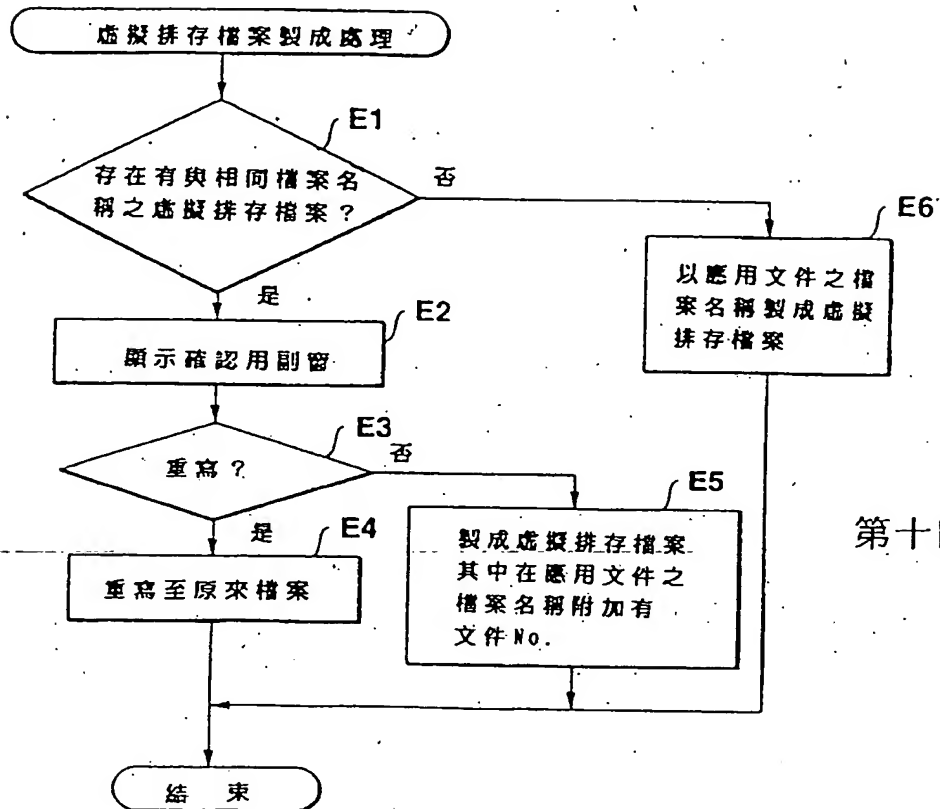 虛擬排存檔案製成處理
E1
存在有與相同檔案名
稱之虛擬排存檔案？
否
E6
以應用文件之檔
案名稱製成虛擬
排存檔案
是
E2
顯示確認用副窗
E3
重寫？
否
E5
製成虛擬排存檔案
其中在應用文件之
檔案名稱附加有
文件No.
是
E4
重寫至原來檔案
第十
結束